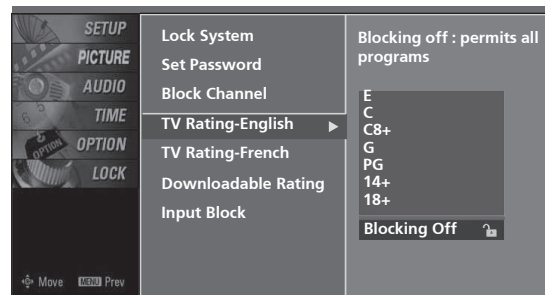 SETUP
PICTURE
AUDIO
TIME
OPTION
LOCK
Move MENU Prev
Lock System
Set Password
Block Channel
TV Rating-English
TV Rating-French
Downloadable Rating
Input Block
Blocking off : permits all
programs
E
C
C8+
G
PG
14+
18+
Blocking Off